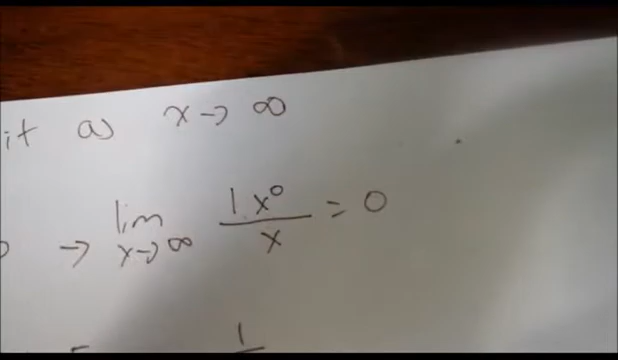 it as x → ∞
→ lim x→∞ 1x⁰/x = 0
1